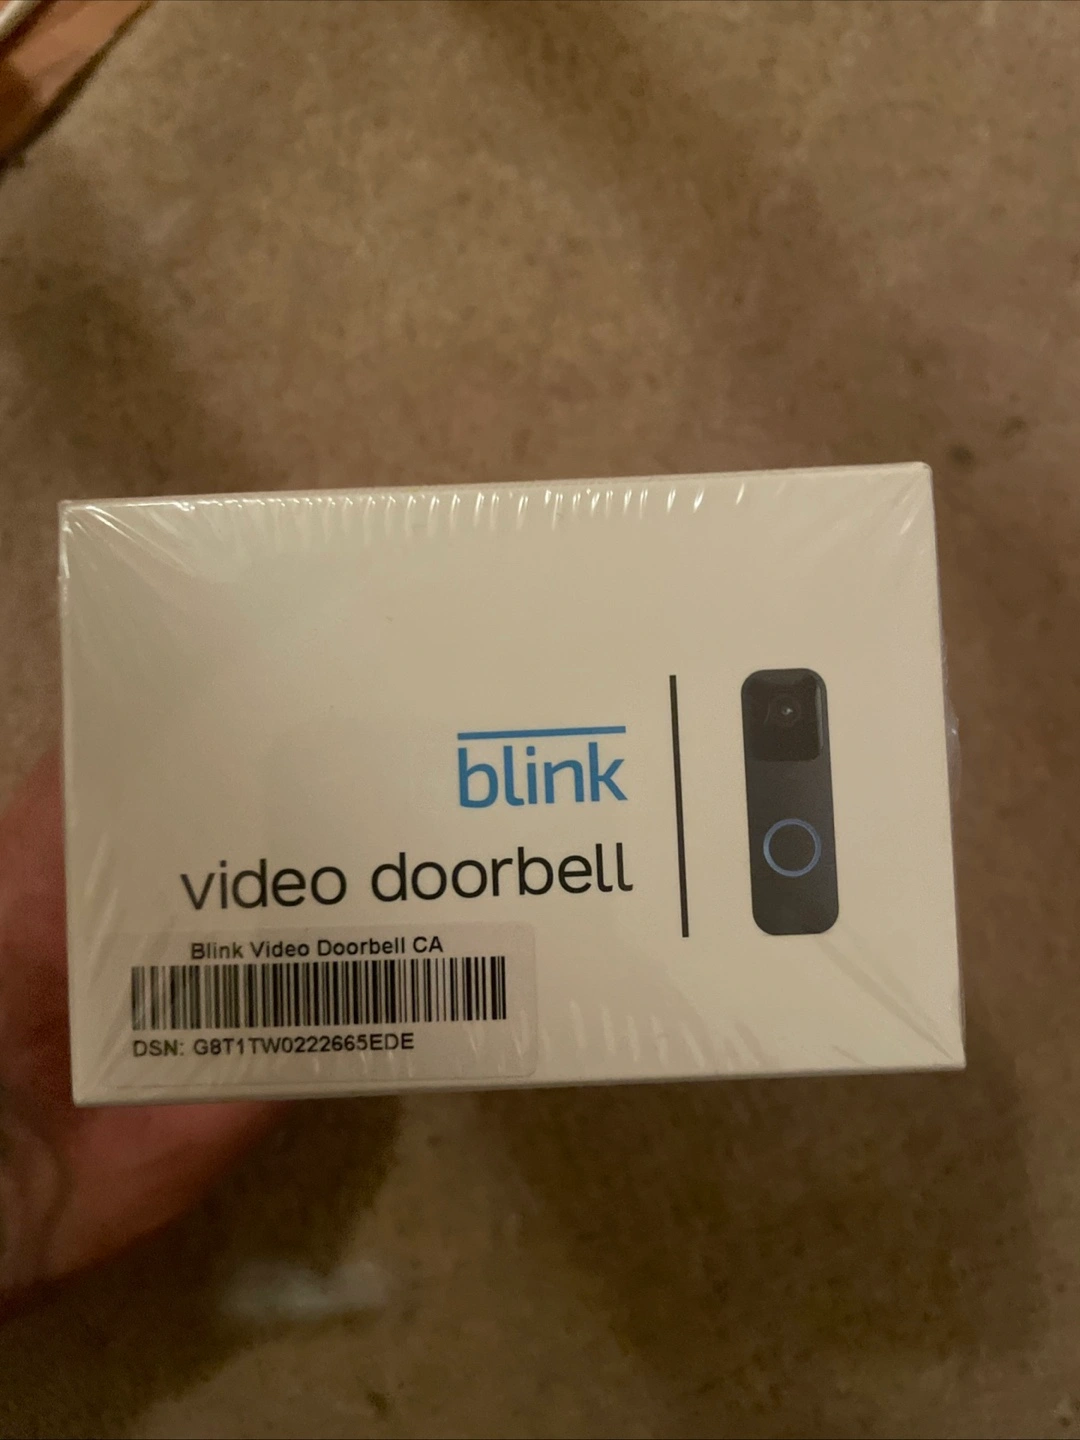 blink
video doorbell
Blink Video Doorbell CA
DSN: G8T1TW0222665EDE